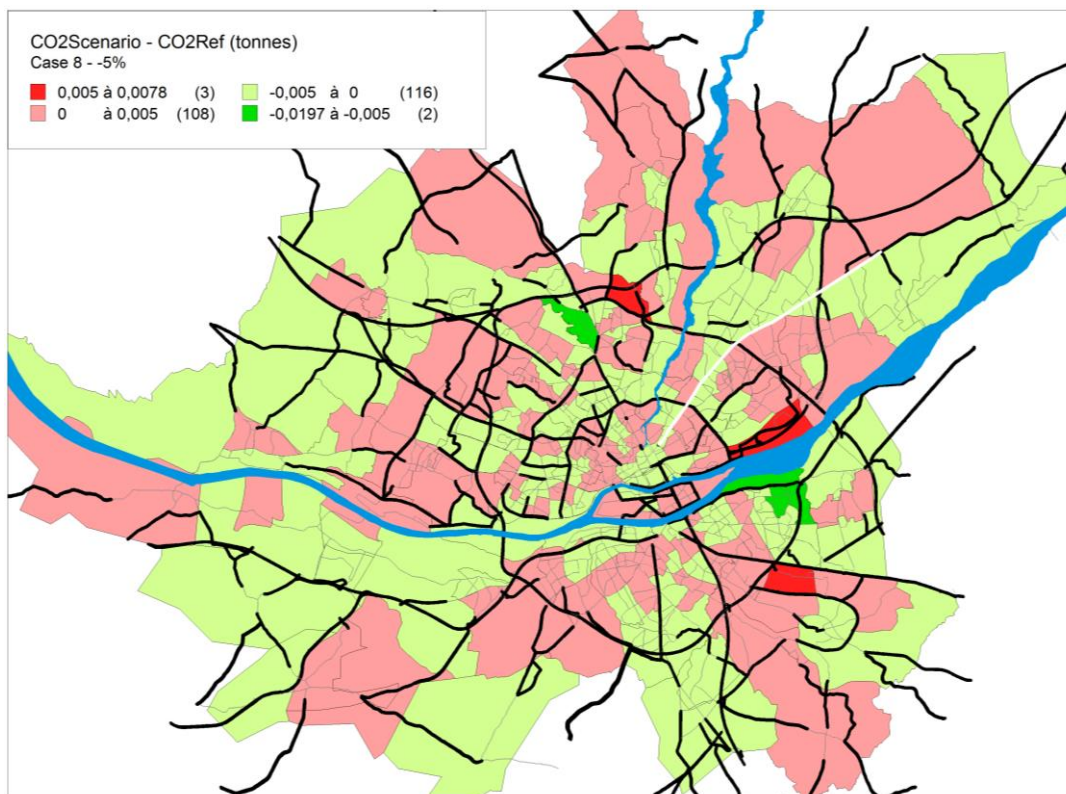 CO2Scenario - CO2Ref (tonnes)
Case 8 - -5%
0,005 à 0,0078 (3) -0,005 à 0 (116)
0 à 0,005 (108) -0,0197 à -0,005 (2)